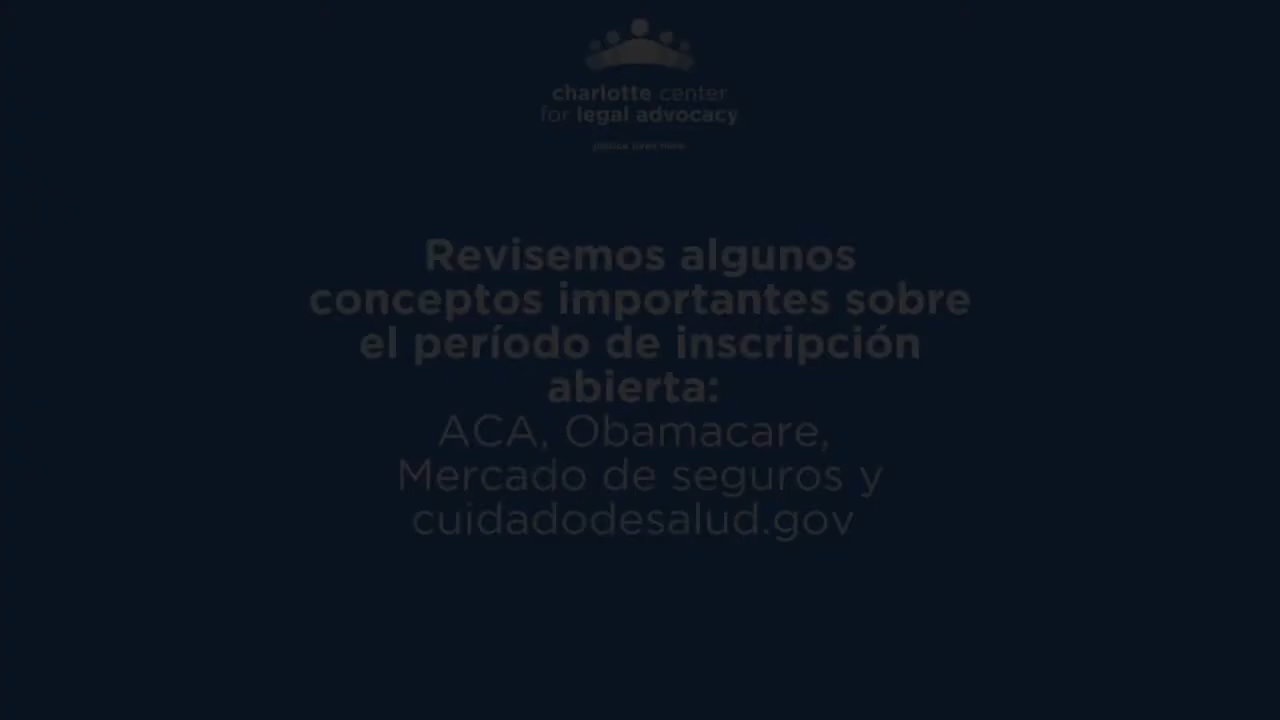 charlotte center
for legal advocacy
Revisemos algunos
conceptos importantes sobre
el período de inscripción
abierta:
ACA, Obamacare,
Mercado de seguros y
cuidadodesalud.gov